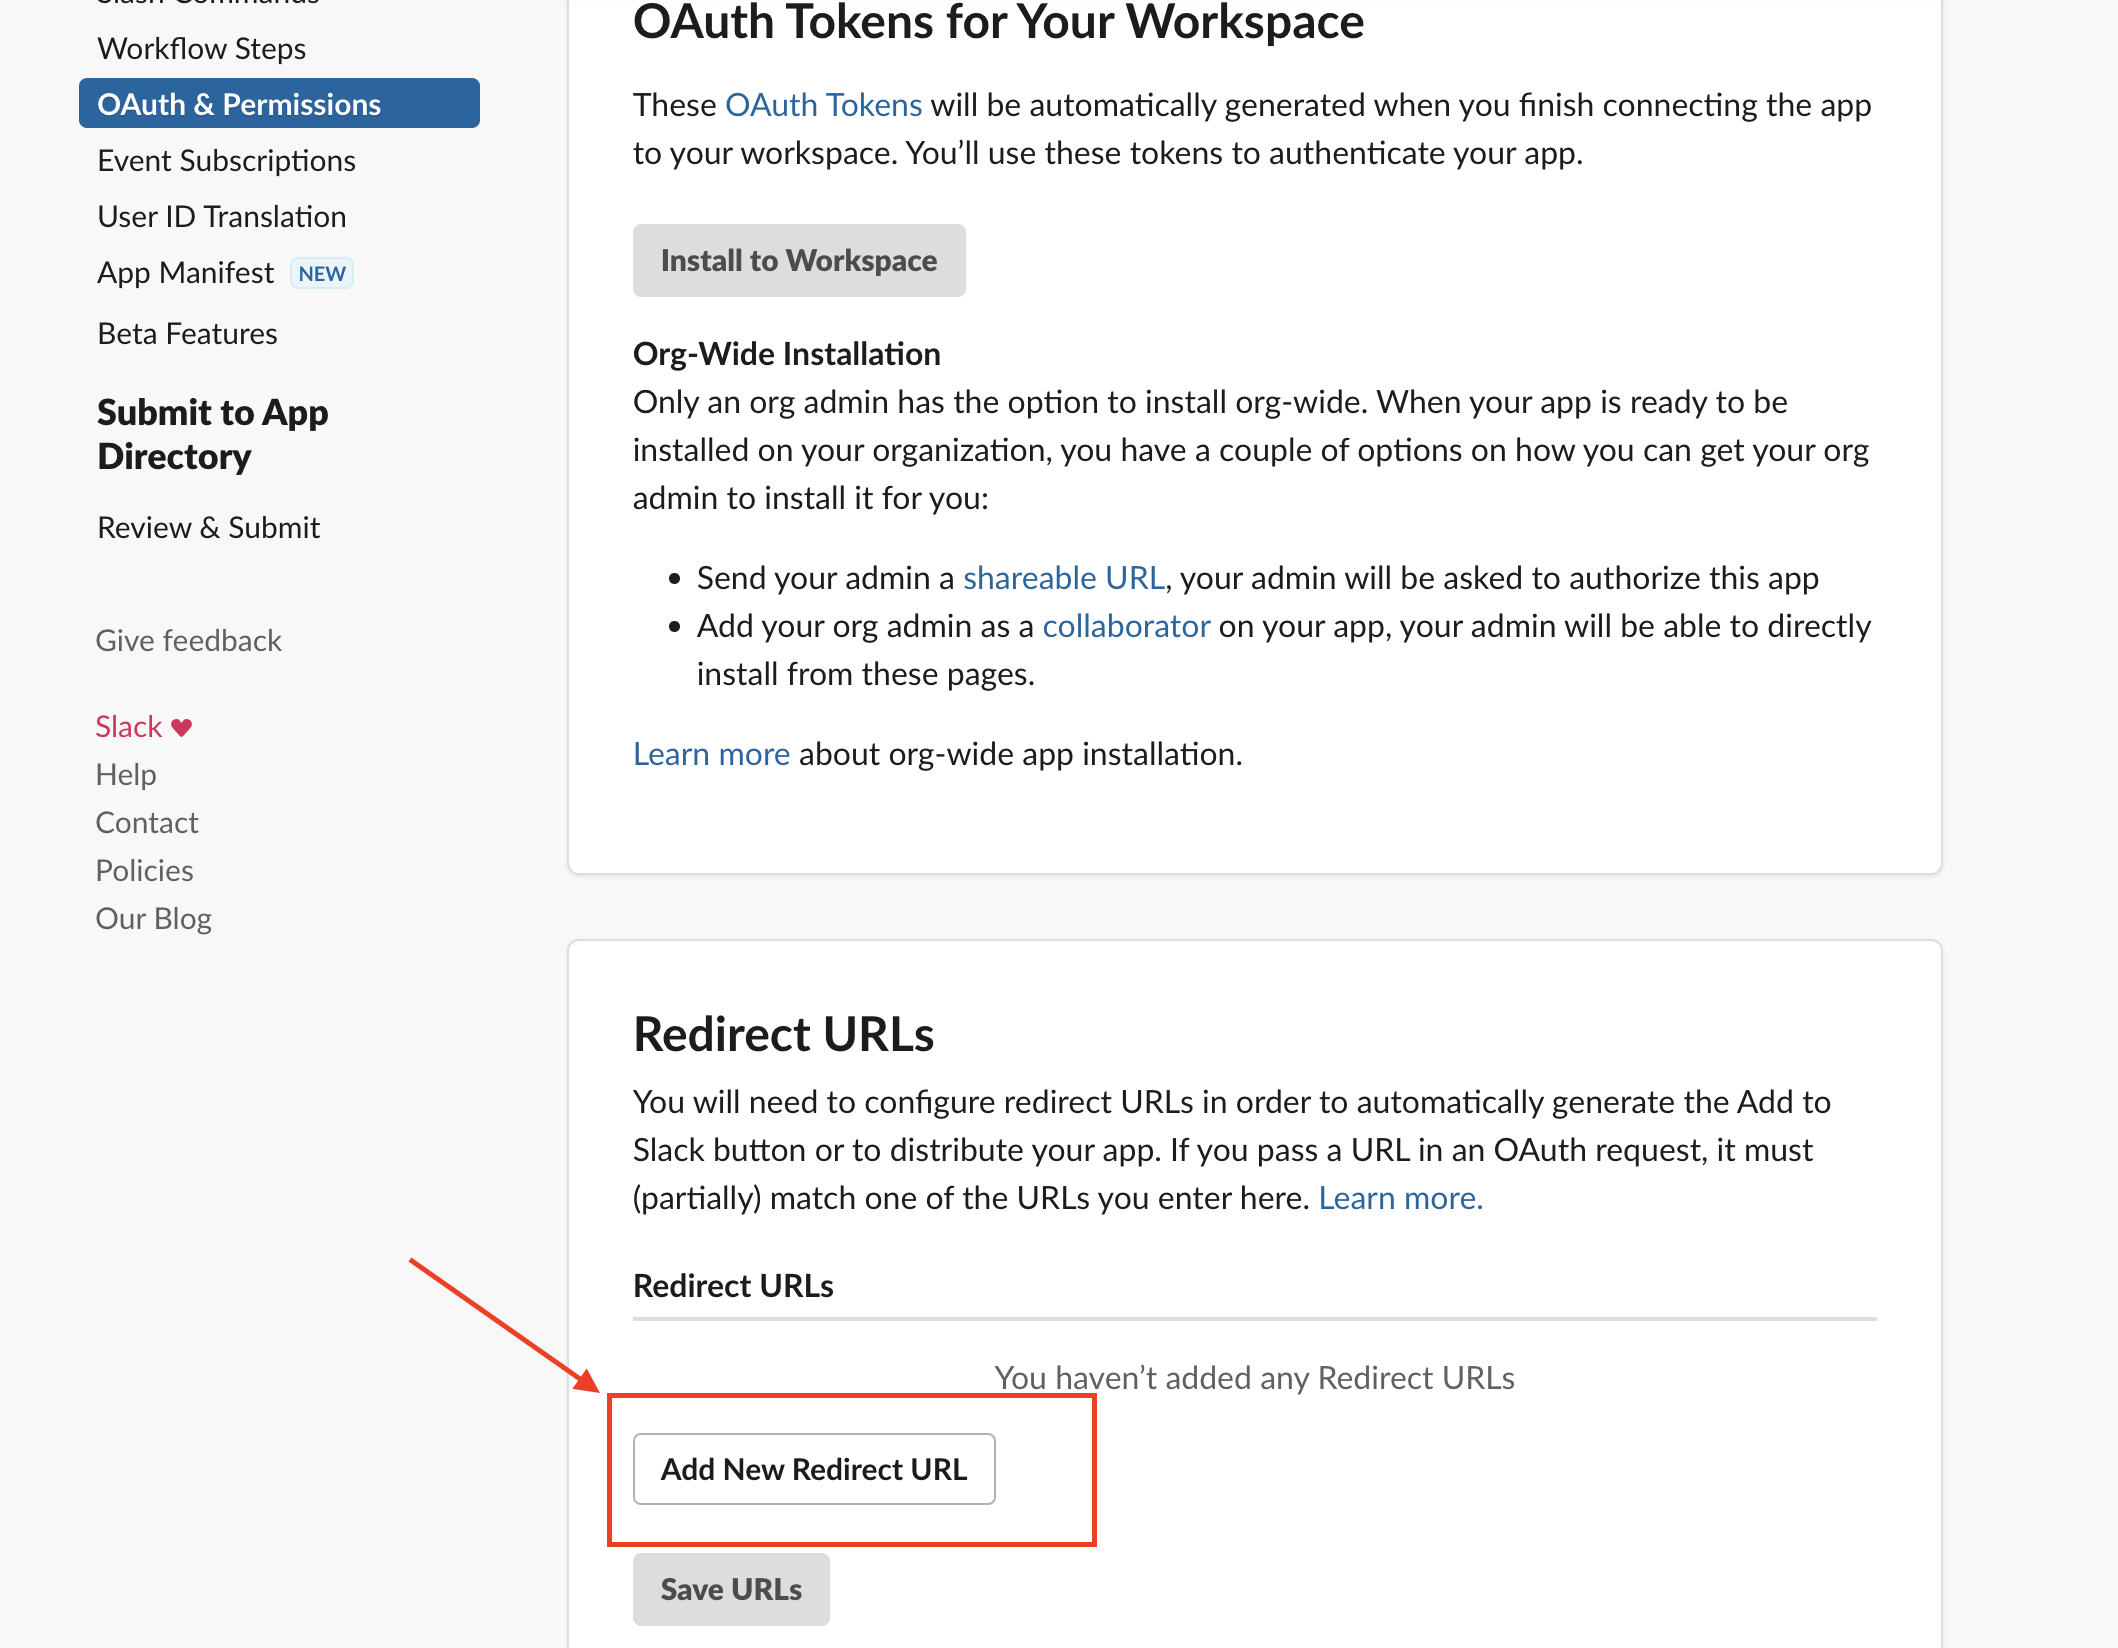 Slash Commands
Workflow Steps
OAuth & Permissions
Event Subscriptions
User ID Translation
App Manifest NEW
Beta Features
Submit to App
Directory
Review & Submit
Give feedback
Slack ♥
Help
Contact
Policies
Our Blog
OAuth Tokens for Your Workspace
These OAuth Tokens will be automatically generated when you finish connecting the app
to your workspace. You’ll use these tokens to authenticate your app.
Install to Workspace
Org-Wide Installation
Only an org admin has the option to install org-wide. When your app is ready to be
installed on your organization, you have a couple of options on how you can get your org
admin to install it for you:
• Send your admin a shareable URL, your admin will be asked to authorize this app
• Add your org admin as a collaborator on your app, your admin will be able to directly
install from these pages.
Learn more about org-wide app installation.
Redirect URLs
You will need to configure redirect URLs in order to automatically generate the Add to
Slack button or to distribute your app. If you pass a URL in an OAuth request, it must
(partially) match one of the URLs you enter here. Learn more.
Redirect URLs
You haven’t added any Redirect URLs
Add New Redirect URL
Save URLs